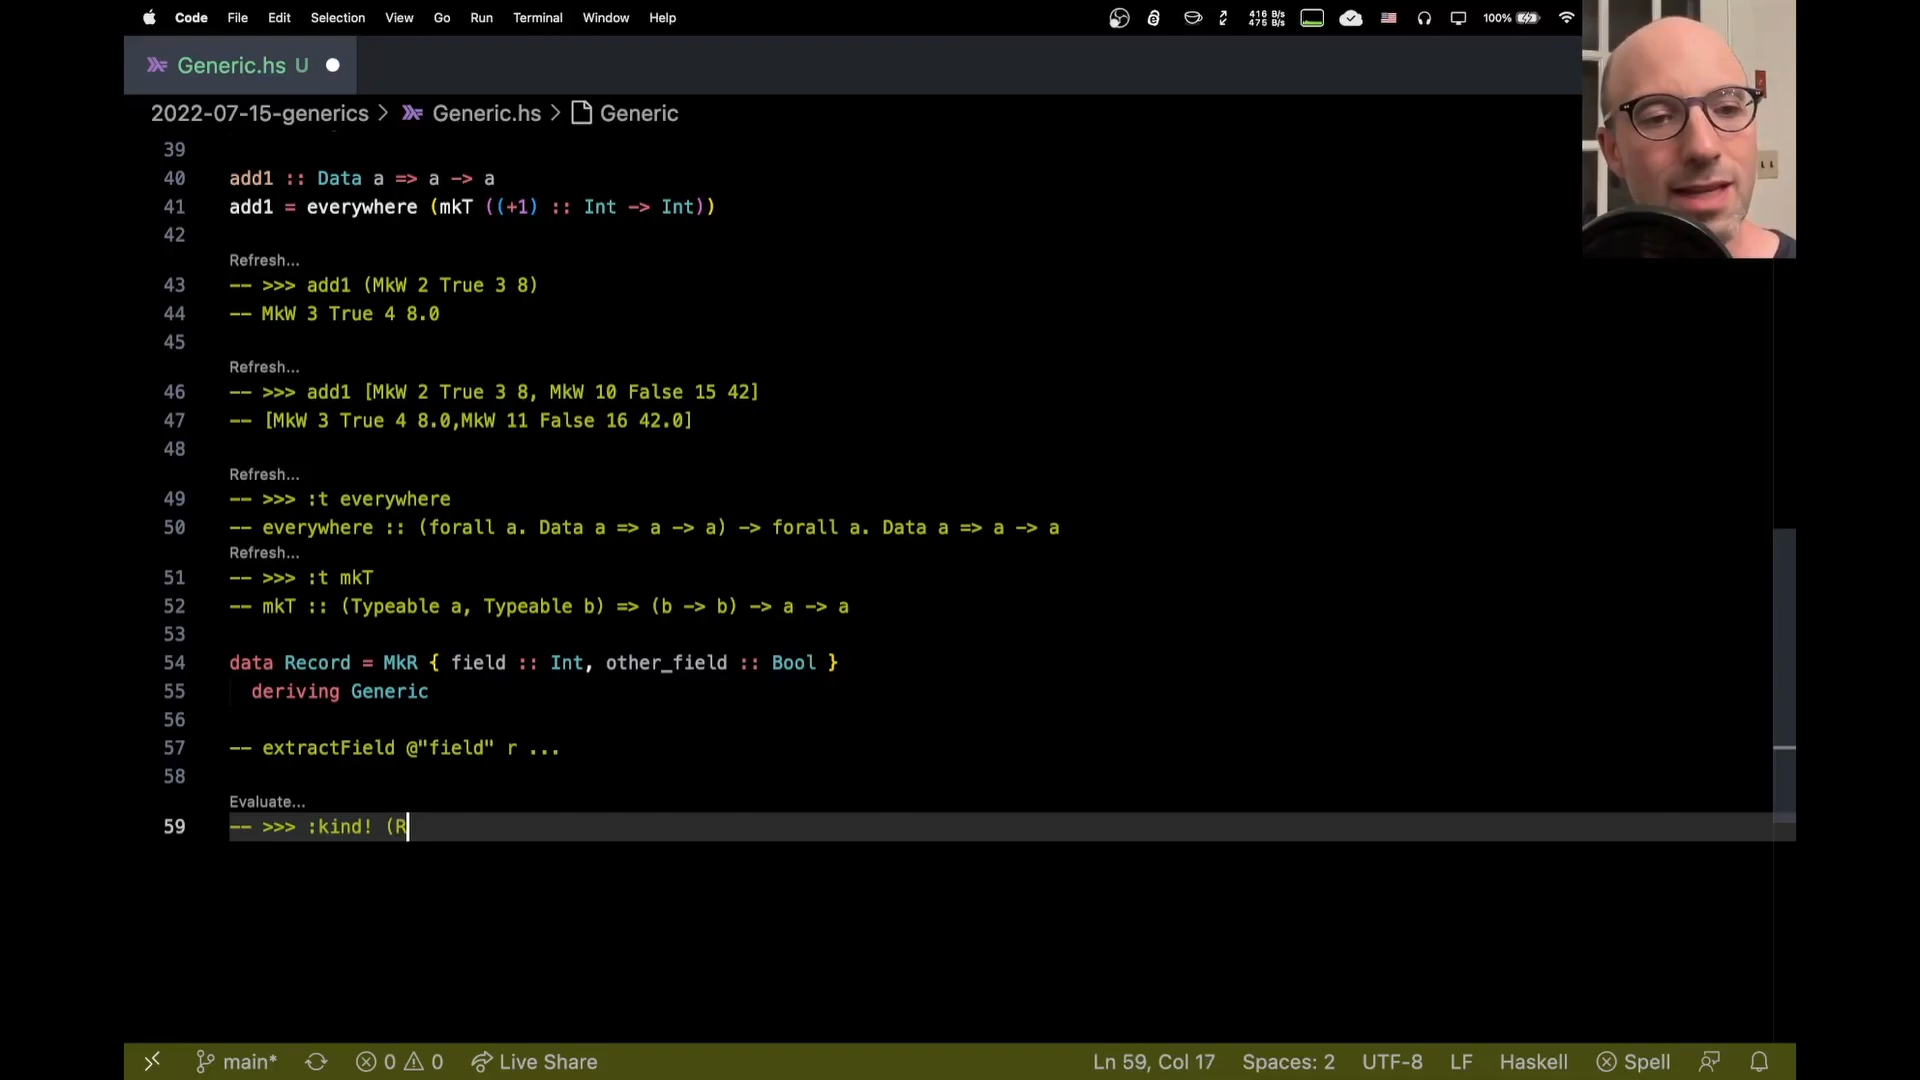 Code File Edit Selection View Go Run Terminal Window Help 416 B/s 475 B/s 100%
Generic.hs U
2022-07-15-generics > Generic.hs > Generic
39
40 add1 :: Data a => a -> a
41 add1 = everywhere (mkT ((+1) :: Int -> Int))
42
Refresh...
43 -- >>> add1 (MkW 2 True 3 8)
44 -- MkW 3 True 4 8.0
45
Refresh...
46 -- >>> add1 [MkW 2 True 3 8, MkW 10 False 15 42]
47 -- [MkW 3 True 4 8.0,MkW 11 False 16 42.0]
48
Refresh...
49 -- >>> :t everywhere
50 -- everywhere :: (forall a. Data a => a -> a) -> forall a. Data a => a -> a
Refresh...
51 -- >>> :t mkT
52 -- mkT :: (Typeable a, Typeable b) => (b -> b) -> a -> a
53
54 data Record = MkR { field :: Int, other_field :: Bool }
55 deriving Generic
56
57 -- extractField @"field" r ...
58
Evaluate...
59 -- >>> :kind! (R
main* 0 0 Live Share Ln 59, Col 17 Spaces: 2 UTF-8 LF Haskell Spell